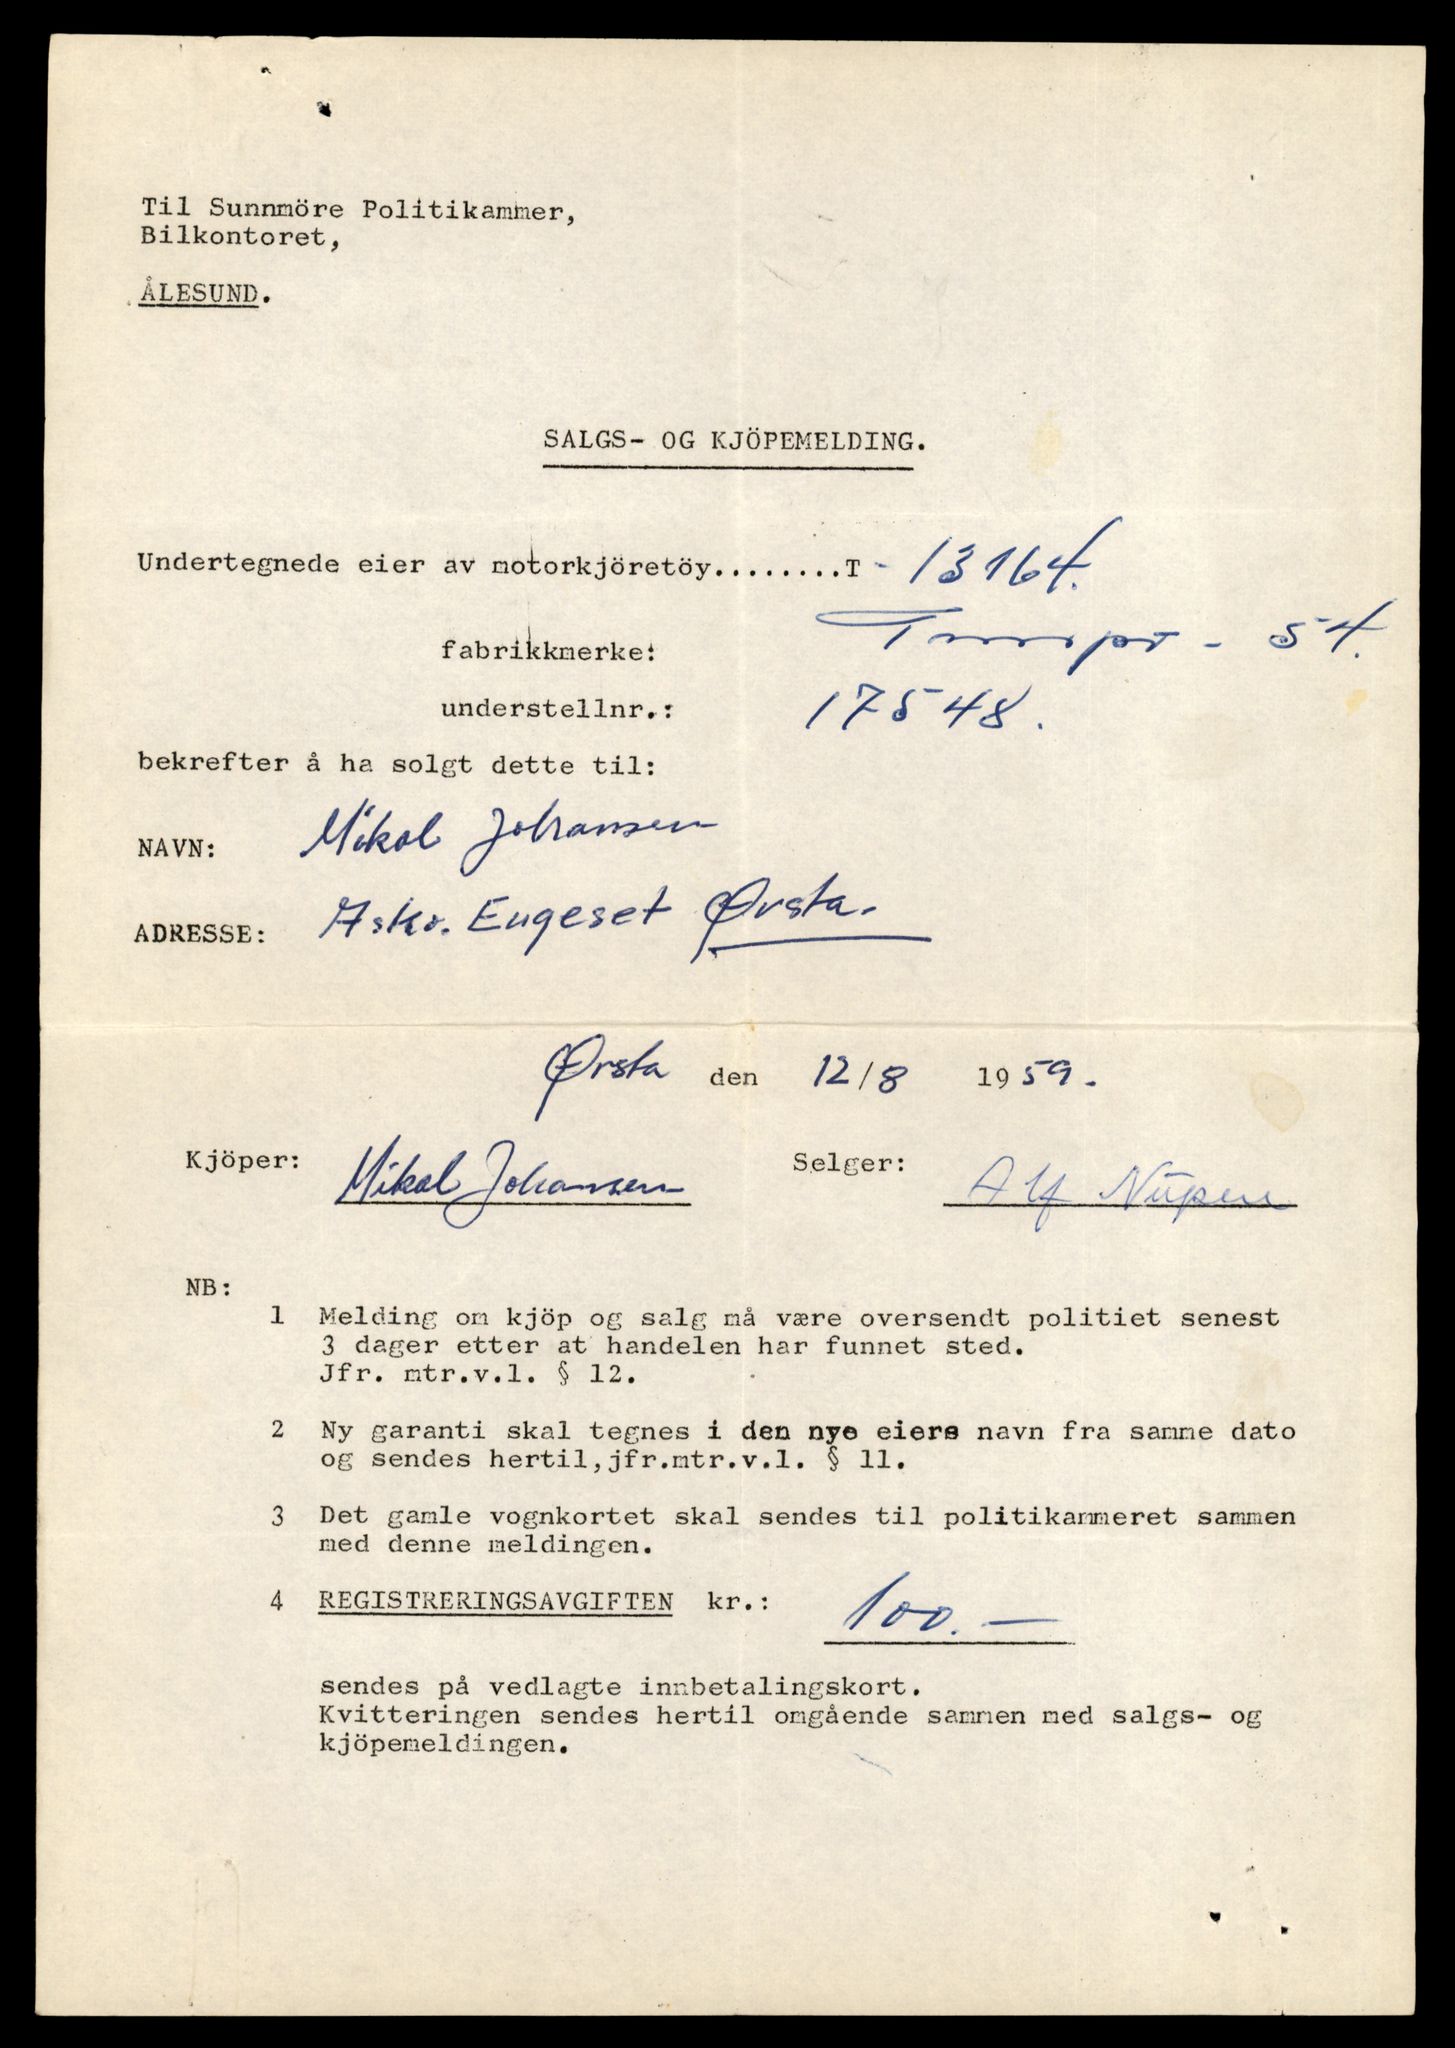 Til Sunnmöre Politikammer,
Bilkontoret,
ÅLESUND.
SALGS- OG KJÖPEMELDING.
Undertegnede eier av motorkjöretöy........T - 13164.
fabrikkmerke: Tempo - 54.
understellnr.: 17548.
bekrefter å ha solgt dette til:
NAVN: Mikal Johansen
ADRESSE: Engeset Ørsta.
Ørsta den 12/8 1959.
Kjöper: Mikal Johansen Selger: Alf Nupen
NB:
1 Melding om kjöp og salg må være oversendt politiet senest
3 dager etter at handelen har funnet sted.
Jfr. mtr.v.l. § 12.
2 Ny garanti skal tegnes i den nye eiers navn fra samme dato
og sendes hertil,jfr.mtr.v.l. § 11.
3 Det gamle vognkortet skal sendes til politikammeret sammen
med denne meldingen.
4 REGISTRERINGSAVGIFTEN kr.: 100.-
sendes på vedlagte innbetalingskort.
Kvitteringen sendes hertil omgående sammen med salgs- og
kjöpemeldingen.